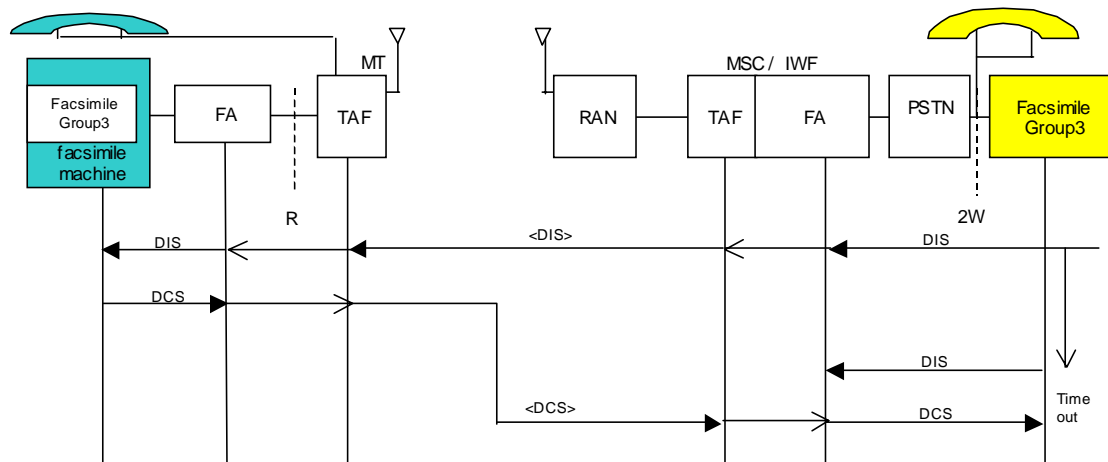 MT
MSC / IWF
Facsimile
Group3
facsimile
machine
FA
TAF
RAN
TAF
FA
PSTN
Facsimile
Group3
R
2W
DIS
<DIS>
DIS
DCS
DIS
Time
out
<DCS>
DCS